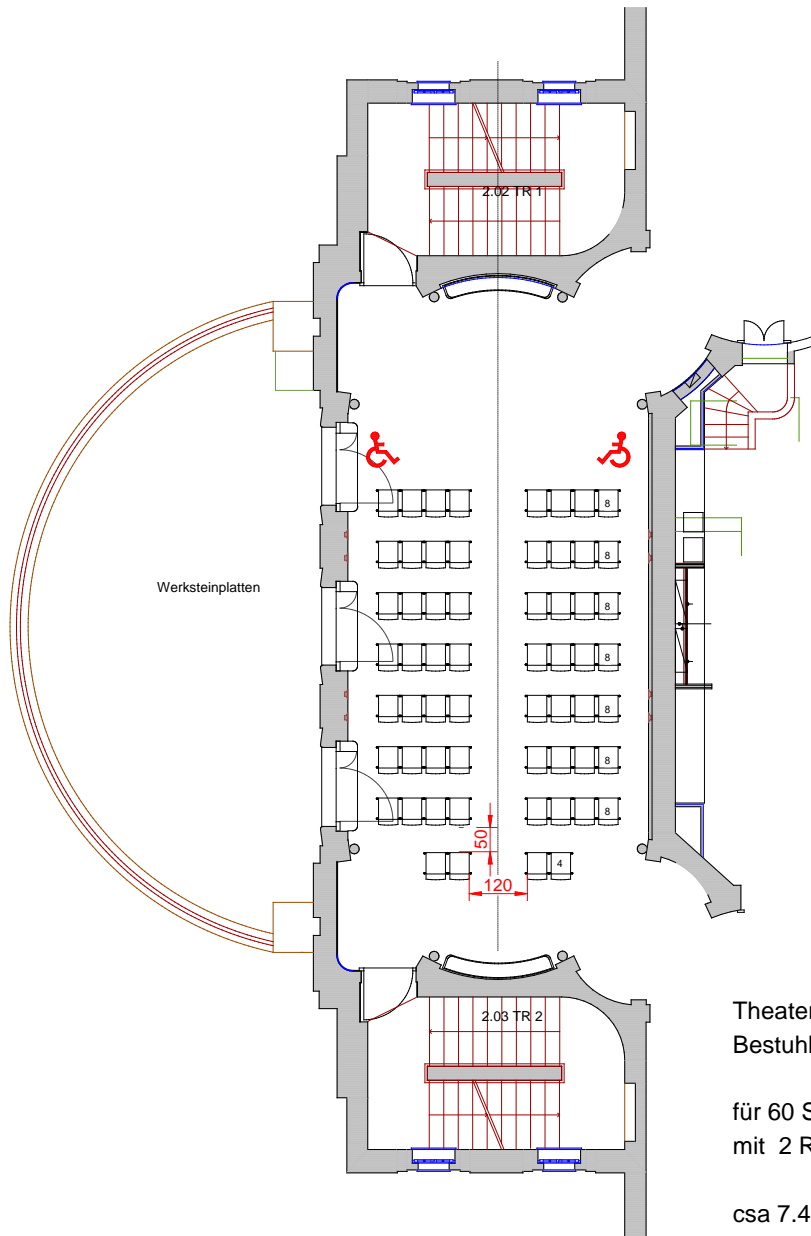 2.02 TR 1
8
8
Werksteinplatten
8
8
8
8
8
50
4
120
2.03 TR 2
Theater
Bestuhl
für 60 S
mit 2 R
csa 7.4